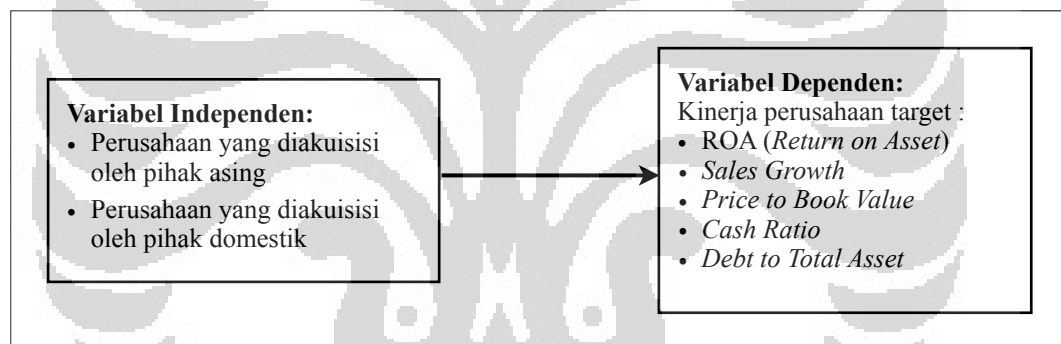 Variabel Independen:
• Perusahaan yang diakuisisi
oleh pihak asing
• Perusahaan yang diakuisisi
oleh pihak domestik
Variabel Dependen:
Kinerja perusahaan target :
• ROA (Return on Asset)
• Sales Growth
• Price to Book Value
• Cash Ratio
• Debt to Total Asset